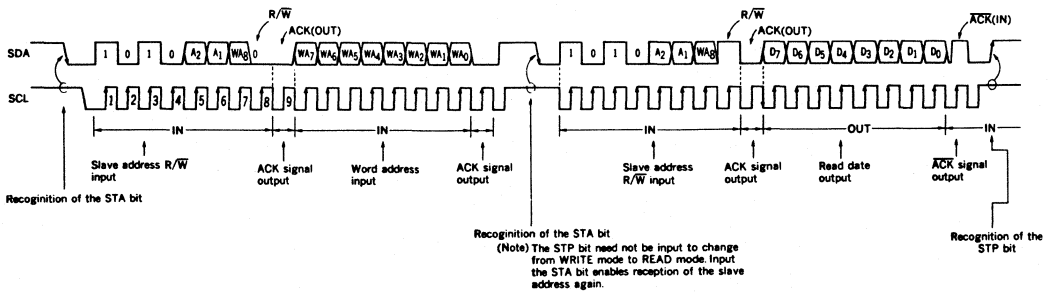 R/W̅ R/W̅
ACK(OUT) ACK(OUT) A̅C̅K̅(IN)
SDA 1 0 1 0 A2 A1 WA8 0 WA7 WA6 WA5 WA4 WA3 WA2 WA1 WA0 1 0 1 0 A2 A1 WA8 D7 D6 D5 D4 D3 D2 D1 D0
SCL 1 2 3 4 5 6 7 8 9
IN IN IN OUT IN
Slave address R/W̅
input
ACK signal
output
Word address
input
ACK signal
output
Slave address
R/W̅ input
ACK signal
output
Read date
output
A̅C̅K̅ signal
output
Recoginition of the STA bit
Recoginition of the STA bit
(Note) The STP bit need not be input to change
from WRITE mode to READ mode. Input
the STA bit enables reception of the slave
address again.
Recognition of the
STP bit